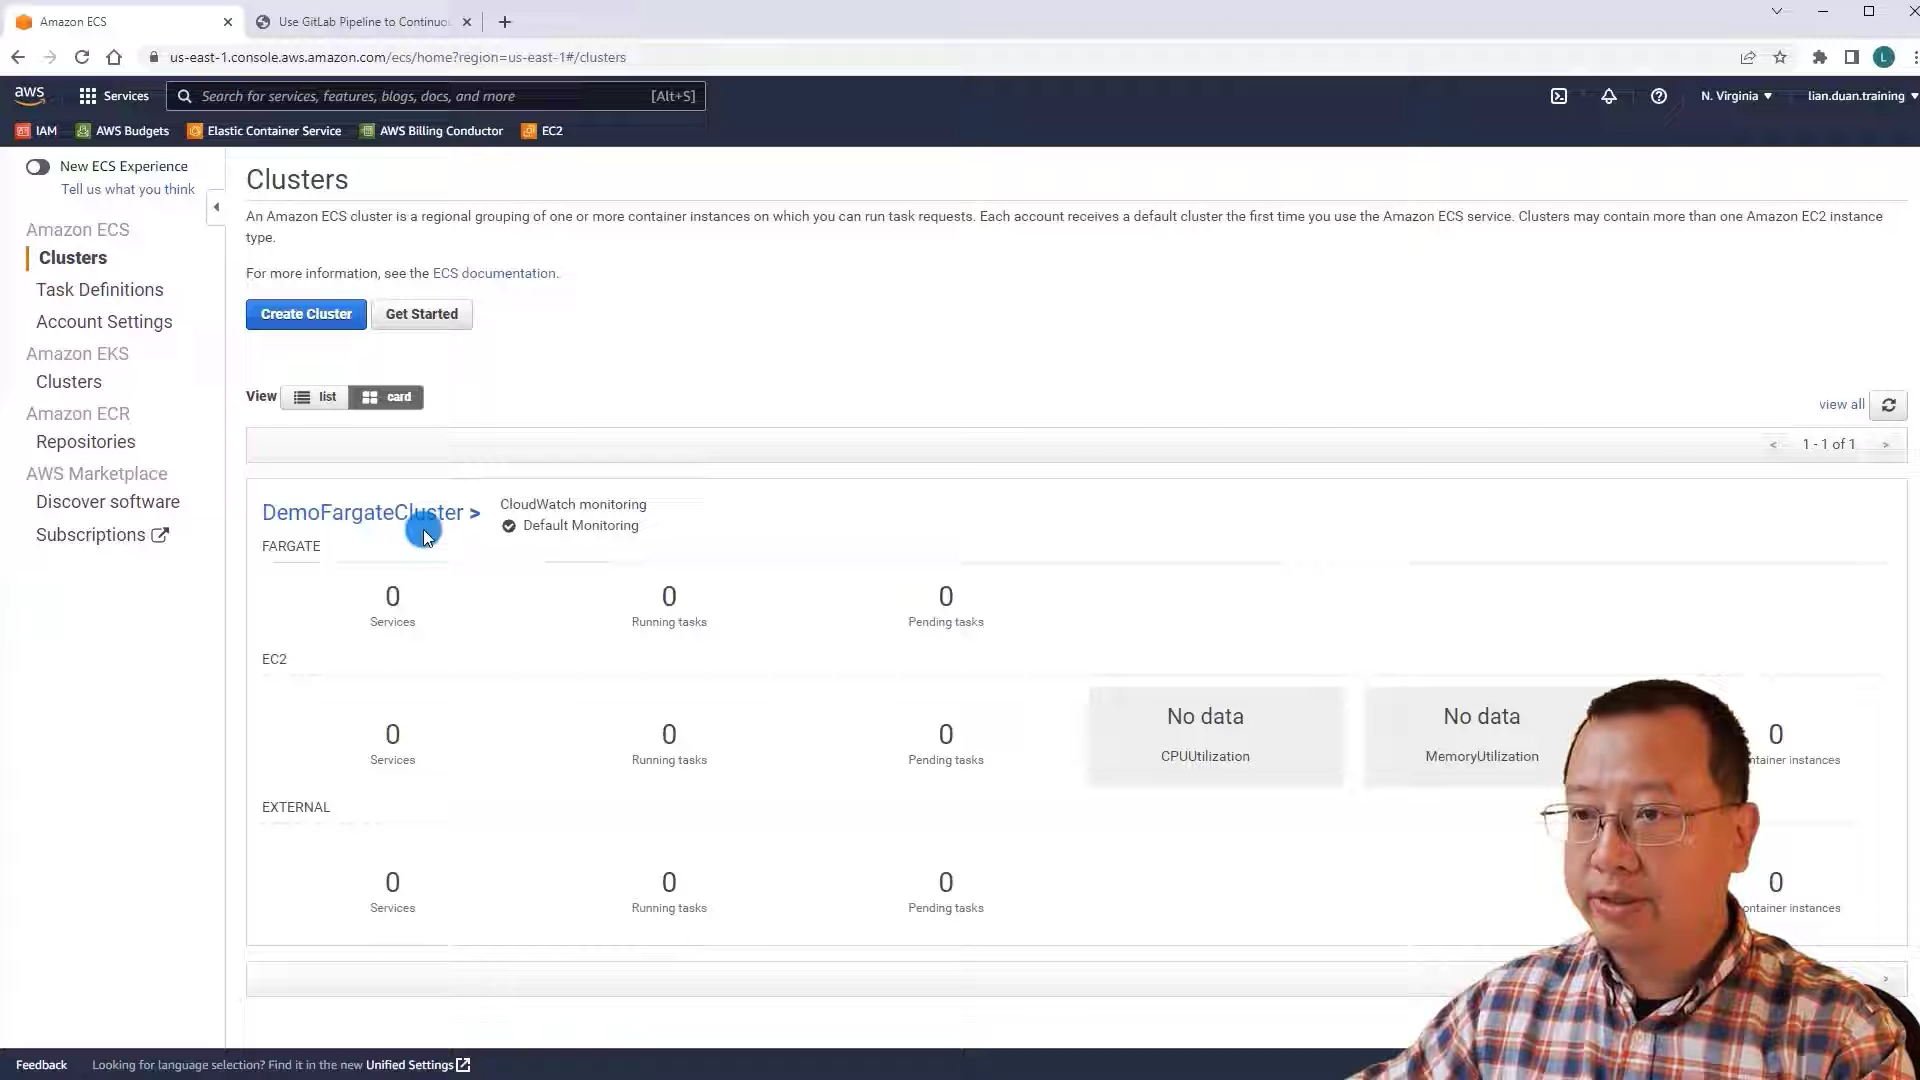 Amazon ECS
Use GitLab Pipeline to Continuo
us-east-1.console.aws.amazon.com/ecs/home?region=us-east-1#/clusters
L
aws
Services
Search for services, features, blogs, docs, and more
[Alt+S]
N. Virginia
lian.duan.training
IAM
AWS Budgets
Elastic Container Service
AWS Billing Conductor
EC2
New ECS Experience
Tell us what you think
Amazon ECS
Clusters
Task Definitions
Account Settings
Amazon EKS
Clusters
Amazon ECR
Repositories
AWS Marketplace
Discover software
Subscriptions
Clusters
An Amazon ECS cluster is a regional grouping of one or more container instances on which you can run task requests. Each account receives a default cluster the first time you use the Amazon ECS service. Clusters may contain more than one Amazon EC2 instance
type.
For more information, see the ECS documentation.
Create Cluster
Get Started
View
list
card
view all
< 1 - 1 of 1 >
DemoFargateCluster >
CloudWatch monitoring
Default Monitoring
FARGATE
0
Services
0
Running tasks
0
Pending tasks
EC2
0
Services
0
Running tasks
0
Pending tasks
No data
CPUUtilization
No data
MemoryUtilization
0
ntainer instances
EXTERNAL
0
Services
0
Running tasks
0
Pending tasks
0
ontainer instances
>
Feedback
Looking for language selection? Find it in the new Unified Settings